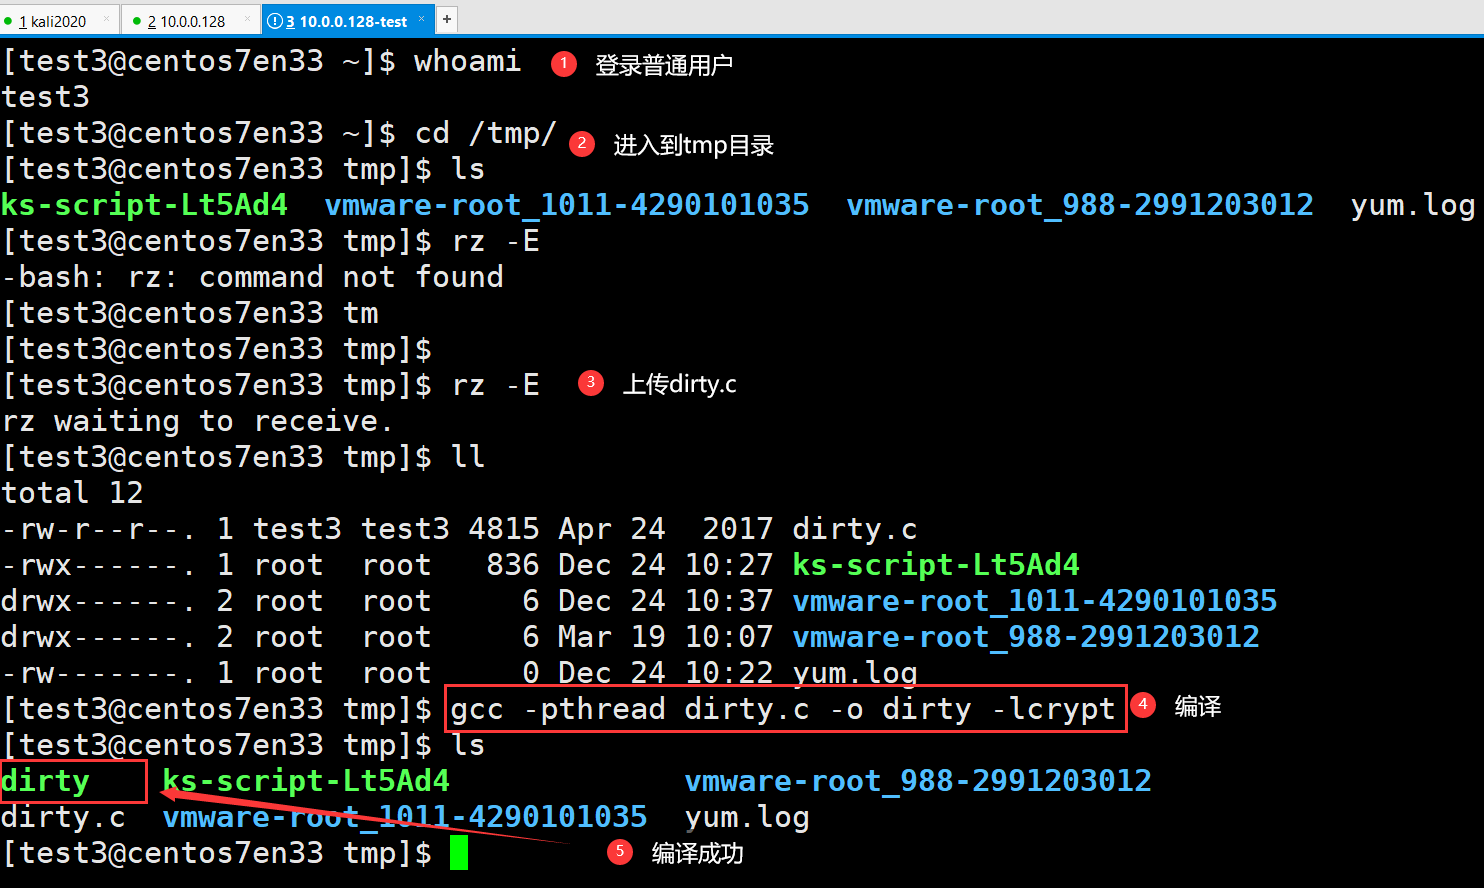 1 kali2020 × 2 10.0.0.128 × 3 10.0.0.128-test × +
[test3@centos7en33 ~]$ whoami 1 登录普通用户
test3
[test3@centos7en33 ~]$ cd /tmp/ 2 进入到tmp目录
[test3@centos7en33 tmp]$ ls
ks-script-Lt5Ad4 vmware-root_1011-4290101035 vmware-root_988-2991203012 yum.log
[test3@centos7en33 tmp]$ rz -E
-bash: rz: command not found
[test3@centos7en33 tm
[test3@centos7en33 tmp]$
[test3@centos7en33 tmp]$ rz -E 3 上传dirty.c
rz waiting to receive.
[test3@centos7en33 tmp]$ ll
total 12
-rw-r--r--. 1 test3 test3 4815 Apr 24 2017 dirty.c
-rwx------. 1 root root 836 Dec 24 10:27 ks-script-Lt5Ad4
drwx------. 2 root root 6 Dec 24 10:37 vmware-root_1011-4290101035
drwx------. 2 root root 6 Mar 19 10:07 vmware-root_988-2991203012
-rw-------. 1 root root 0 Dec 24 10:22 yum.log
[test3@centos7en33 tmp]$ gcc -pthread dirty.c -o dirty -lcrypt 4 编译
[test3@centos7en33 tmp]$ ls
dirty ks-script-Lt5Ad4 vmware-root_988-2991203012
dirty.c vmware-root_1011-4290101035 yum.log
[test3@centos7en33 tmp]$ 5 编译成功